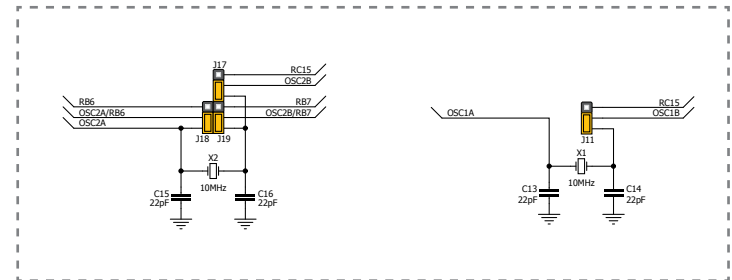 J17
RC15
OSC2B
RB6
RB7
OSC2A/RB6
OSC2B/RB7
OSC2A
J18
J19
X2
10MHz
C15
22pF
C16
22pF
RC15
OSC1A
OSC1B
J11
X1
10MHz
C13
22pF
C14
22pF